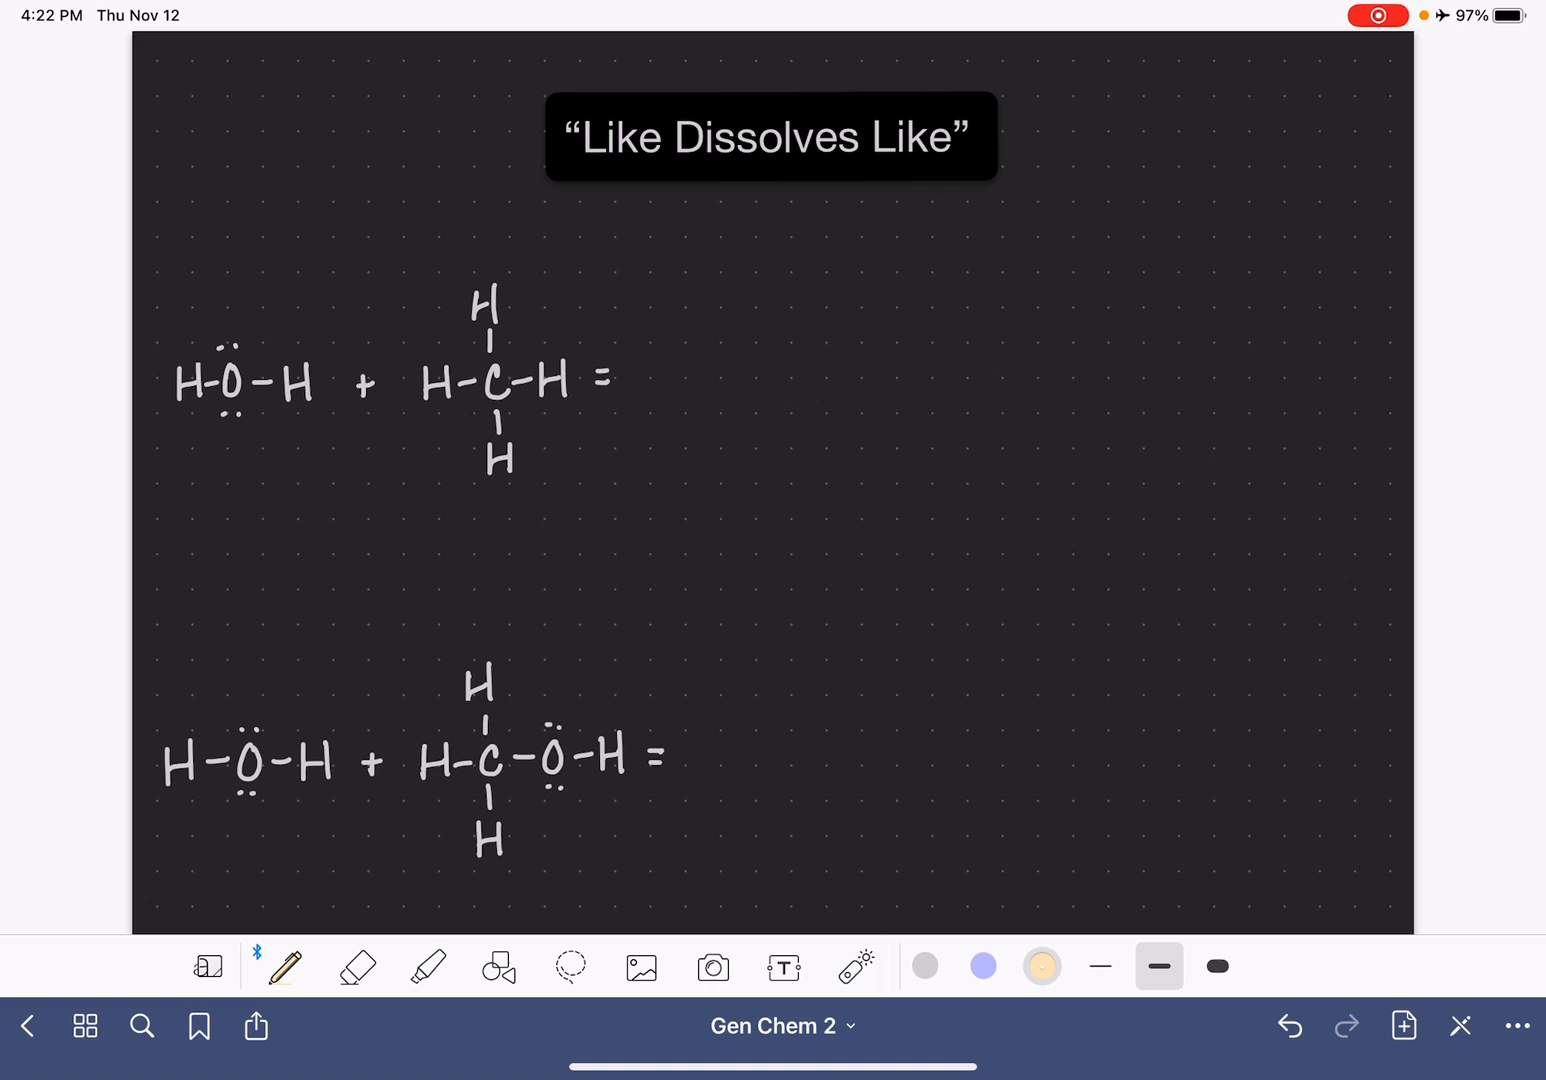 4:22 PM Thu Nov 12
97%
“Like Dissolves Like”
H
H-O-H + H-C-H =
H
H
H-O-H + H-C-O-H =
H
T
Gen Chem 2